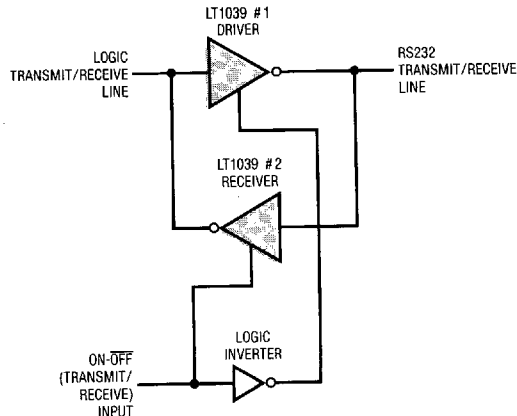 LT1039 #1
DRIVER
LOGIC
TRANSMIT/RECEIVE
LINE
RS232
TRANSMIT/RECEIVE
LINE
LT1039 #2
RECEIVER
LOGIC
INVERTER
ON-OFF
(TRANSMIT/
RECEIVE)
INPUT